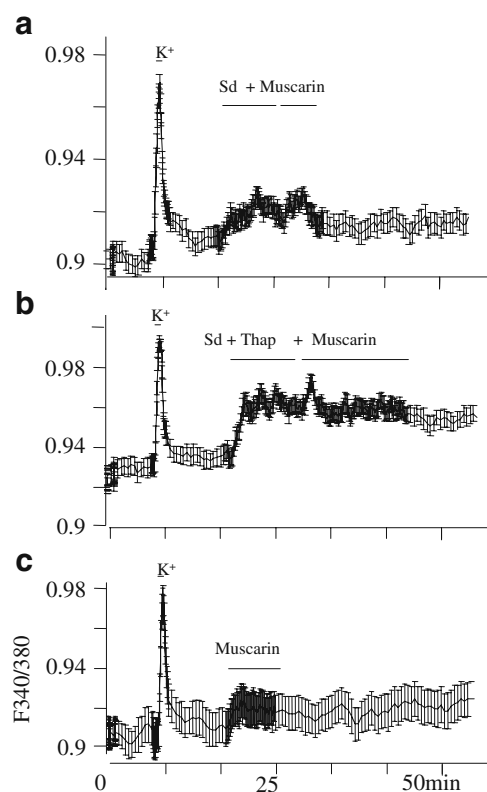 a
0.98
K+
Sd + Muscarin
0.94
0.9
b
K+
Sd + Thap + Muscarin
0.98
0.94
0.9
c
K+
0.98
Muscarin
0.94
0.9
F340/380
0 25 50min